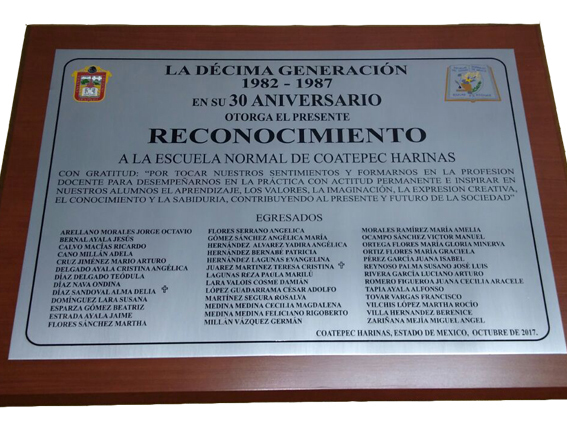 LA DÉCIMA GENERACIÓN
1982 - 1987
EN SU 30 ANIVERSARIO
OTORGA EL PRESENTE
RECONOCIMIENTO
A LA ESCUELA NORMAL DE COATEPEC HARINAS
CON GRATITUD: “POR TOCAR NUESTROS SENTIMIENTOS Y FORMARNOS EN LA PROFESION
DOCENTE PARA DESEMPEÑARNOS EN LA PRÁCTICA CON ACTITUD PERMANENTE E INSPIRAR EN
NUESTROS ALUMNOS EL APRENDIZAJE, LOS VALORES, LA IMAGINACIÓN, LA EXPRESION CREATIVA,
EL CONOCIMIENTO Y LA SABIDURIA, CONTRIBUYENDO AL PRESENTE Y FUTURO DE LA SOCIEDAD”
EGRESADOS
ARELLANO MORALES JORGE OCTAVIO
BERNAL AYALA JESÚS
CALVO MACÍAS RICARDO
CANO MILLÁN ADELA
CRUZ JIMÉNEZ MARIO ARTURO
DELGADO AYALA CRISTINA ANGÉLICA
DÍAZ DELGADO TEÓDULA
DÍAZ NAVA ONDINA
DÍAZ SANDOVAL ALMA DELIA ✞
DOMÍNGUEZ LARA SUSANA
ESPARZA GÓMEZ BEATRIZ
ESTRADA AYALA JAIME
FLORES SÁNCHEZ MARTHA
FLORES SERRANO ANGELICA
GÓMEZ SÁNCHEZ ANGÉLICA MARÍA
HERNÁNDEZ ALVAREZ YADIRA ANGÉLICA
HERNÁNDEZ BERNABÉ PATRICIA
HERNÁNDEZ LAGUNAS EVANGELINA
JUAREZ MARTINEZ TERESA CRISTINA ✞
LAGUNAS REZA PAULA MARILÚ
LARA VALOIS COSME DAMIÁN
LÓPEZ GUADARRAMA CESAR ADOLFO
MARTÍNEZ SEGURA ROSALVA
MEDINA MEDINA CECILIA MAGDALENA
MEDINA MEDINA FELICIANO RIGOBERTO
MILLÁN VÁZQUEZ GERMÁN
MORALES RAMÍREZ MARÍA AMELIA
OCAMPO SÁNCHEZ VICTOR MANUEL
ORTEGA FLORES MARÍA GLORIA MINERVA
ORTIZ FLORES MARÍA GRACIELA
PÉREZ GARCÍA JUANA ISABEL
REYNOSO PALMA SUSANO JOSÉ LUIS
RIVERA GARCÍA LUCIANO ARTURO
ROMERO FIGUEROA JUANA CECILIA ARACELE
TAPIA AYALA ALFONSO
TOVAR VARGAS FRANCISCO
VILCHIS LÓPEZ MARTHA ROCÍO
VILLA HERNANDEZ BERENICE
ZARIÑANA MEJÍA MIGUEL ANGEL
COATEPEC HARINAS, ESTADO DE MEXICO, OCTUBRE DE 2017.